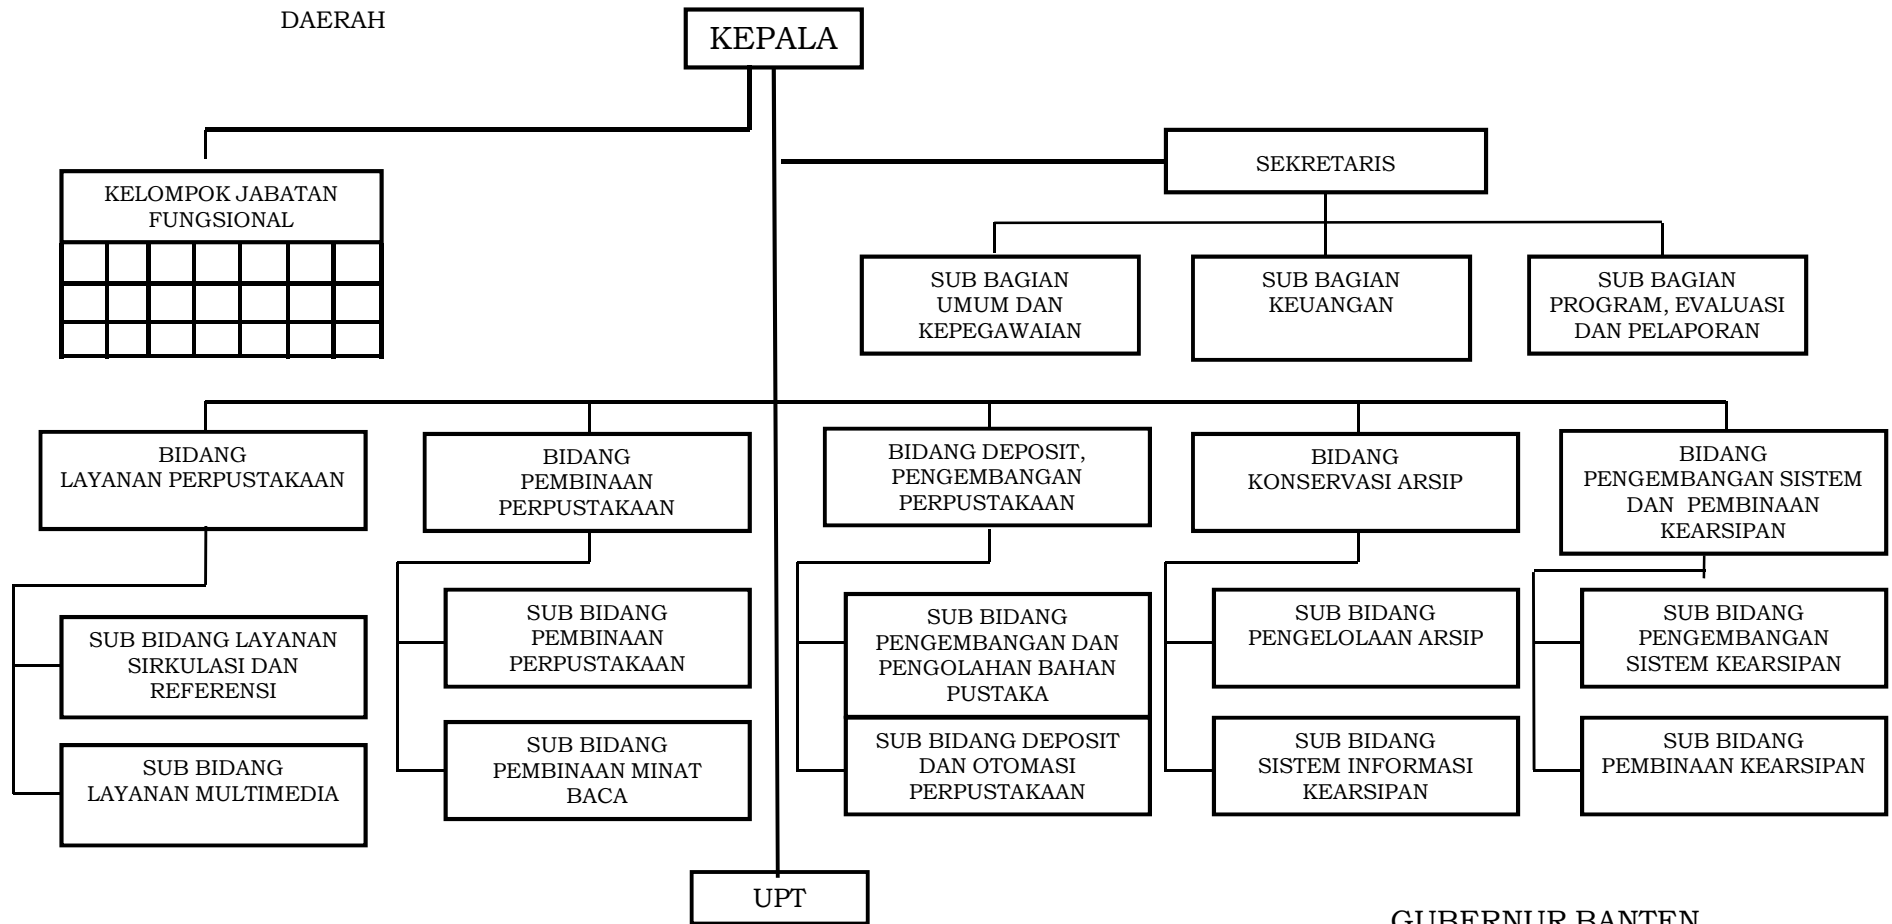 DAERAH
KEPALA
SEKRETARIS
KELOMPOK JABATAN
FUNGSIONAL
SUB BAGIAN
UMUM DAN
KEPEGAWAIAN
SUB BAGIAN
KEUANGAN
SUB BAGIAN
PROGRAM, EVALUASI
DAN PELAPORAN
BIDANG
LAYANAN PERPUSTAKAAN
BIDANG
PEMBINAAN
PERPUSTAKAAN
BIDANG DEPOSIT,
PENGEMBANGAN
PERPUSTAKAAN
BIDANG
KONSERVASI ARSIP
BIDANG
PENGEMBANGAN SISTEM
DAN PEMBINAAN
KEARSIPAN
SUB BIDANG LAYANAN
SIRKULASI DAN
REFERENSI
SUB BIDANG
PEMBINAAN
PERPUSTAKAAN
SUB BIDANG
PENGEMBANGAN DAN
PENGOLAHAN BAHAN
PUSTAKA
SUB BIDANG
PENGELOLAAN ARSIP
SUB BIDANG
PENGEMBANGAN
SISTEM KEARSIPAN
SUB BIDANG
LAYANAN MULTIMEDIA
SUB BIDANG
PEMBINAAN MINAT
BACA
SUB BIDANG DEPOSIT
DAN OTOMASI
PERPUSTAKAAN
SUB BIDANG
SISTEM INFORMASI
KEARSIPAN
SUB BIDANG
PEMBINAAN KEARSIPAN
UPT
GUBERNUR BANTEN